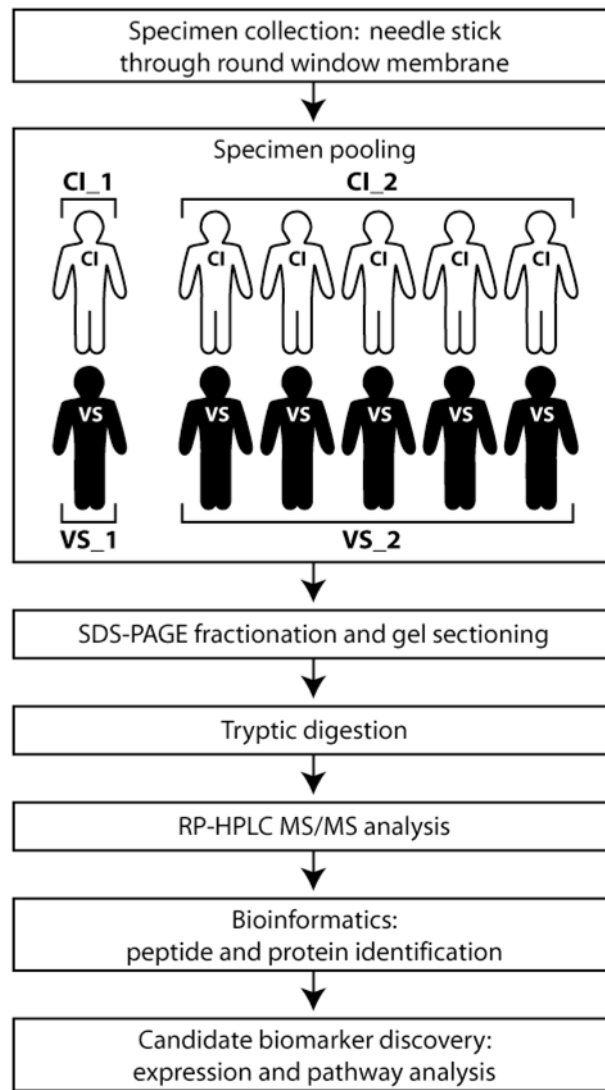 Specimen collection: needle stick
through round window membrane
Specimen pooling
CI_1 CI_2
CI CI CI CI CI CI
VS VS VS VS VS VS
VS_1 VS_2
SDS-PAGE fractionation and gel sectioning
Tryptic digestion
RP-HPLC MS/MS analysis
Bioinformatics:
peptide and protein identification
Candidate biomarker discovery:
expression and pathway analysis